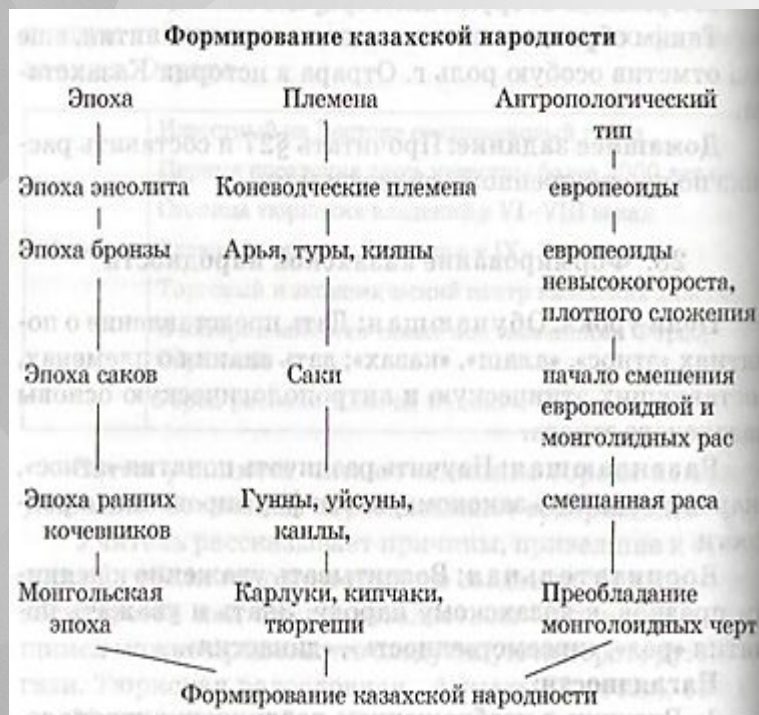 Формирование казахской народности
Эпоха Племена Антропологический
тип
Эпоха энеолита Коневодческие племена европеоиды
Эпоха бронзы Арья, туры, кияны европеоиды
невысокогороста,
плотного сложения
Эпоха саков Саки начало смешения
европеоидной и
монголидных рас
Эпоха ранних Гунны, уйсуны, смешанная раса
кочевников канлы,
Монгольская Карлуки, кипчаки, Преобладание
эпоха тюргеши монголоидных черт
Формирование казахской народности